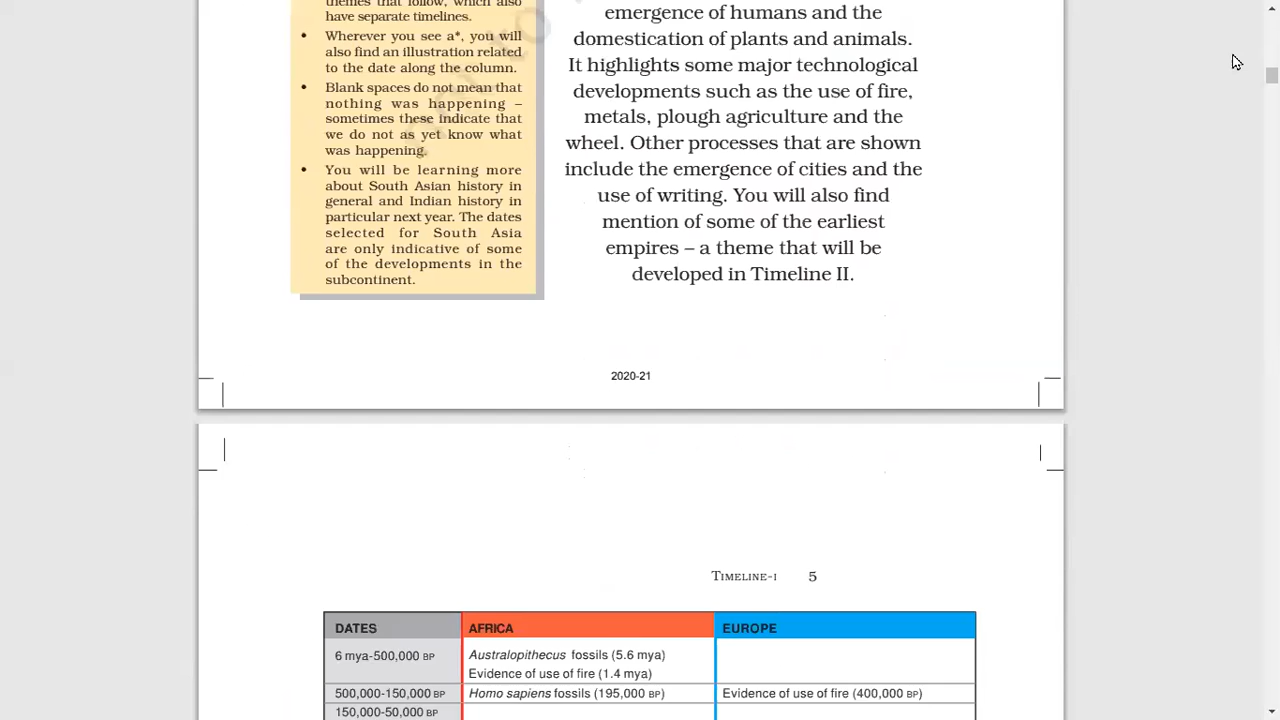 themes that follow, which also
have separate timelines.
• Wherever you see a*, you will
also find an illustration related
to the date along the column.
• Blank spaces do not mean that
nothing was happening –
sometimes these indicate that
we do not as yet know what
was happening.
• You will be learning more
about South Asian history in
general and Indian history in
particular next year. The dates
selected for South Asia
are only indicative of some
of the developments in the
subcontinent.
emergence of humans and the
domestication of plants and animals.
It highlights some major technological
developments such as the use of fire,
metals, plough agriculture and the
wheel. Other processes that are shown
include the emergence of cities and the
use of writing. You will also find
mention of some of the earliest
empires – a theme that will be
developed in Timeline II.
2020-21
TIMELINE-I 5
DATES AFRICA EUROPE
6 mya-500,000 BP Australopithecus fossils (5.6 mya)
Evidence of use of fire (1.4 mya)
500,000-150,000 BP Homo sapiens fossils (195,000 BP) Evidence of use of fire (400,000 BP)
150,000-50,000 BP